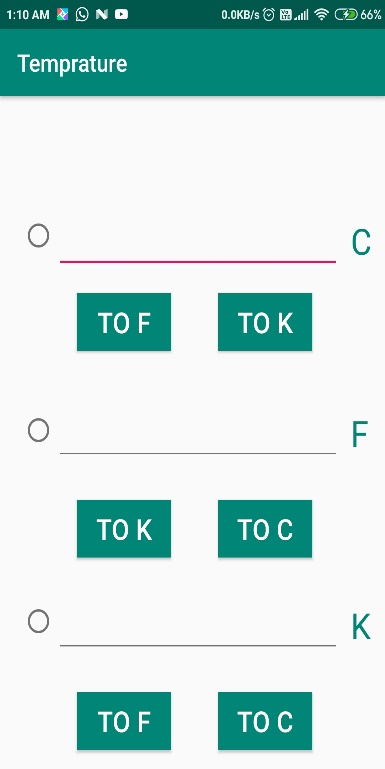 1:10 AM 0.0KB/s 66%
Temprature
C
TO F TO K
F
TO K TO C
K
TO F TO C